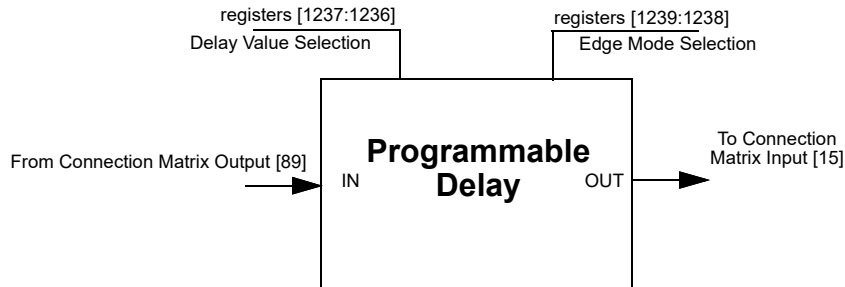 registers [1237:1236]
Delay Value Selection
registers [1239:1238]
Edge Mode Selection
From Connection Matrix Output [89]
IN
Programmable
Delay
OUT
To Connection
Matrix Input [15]